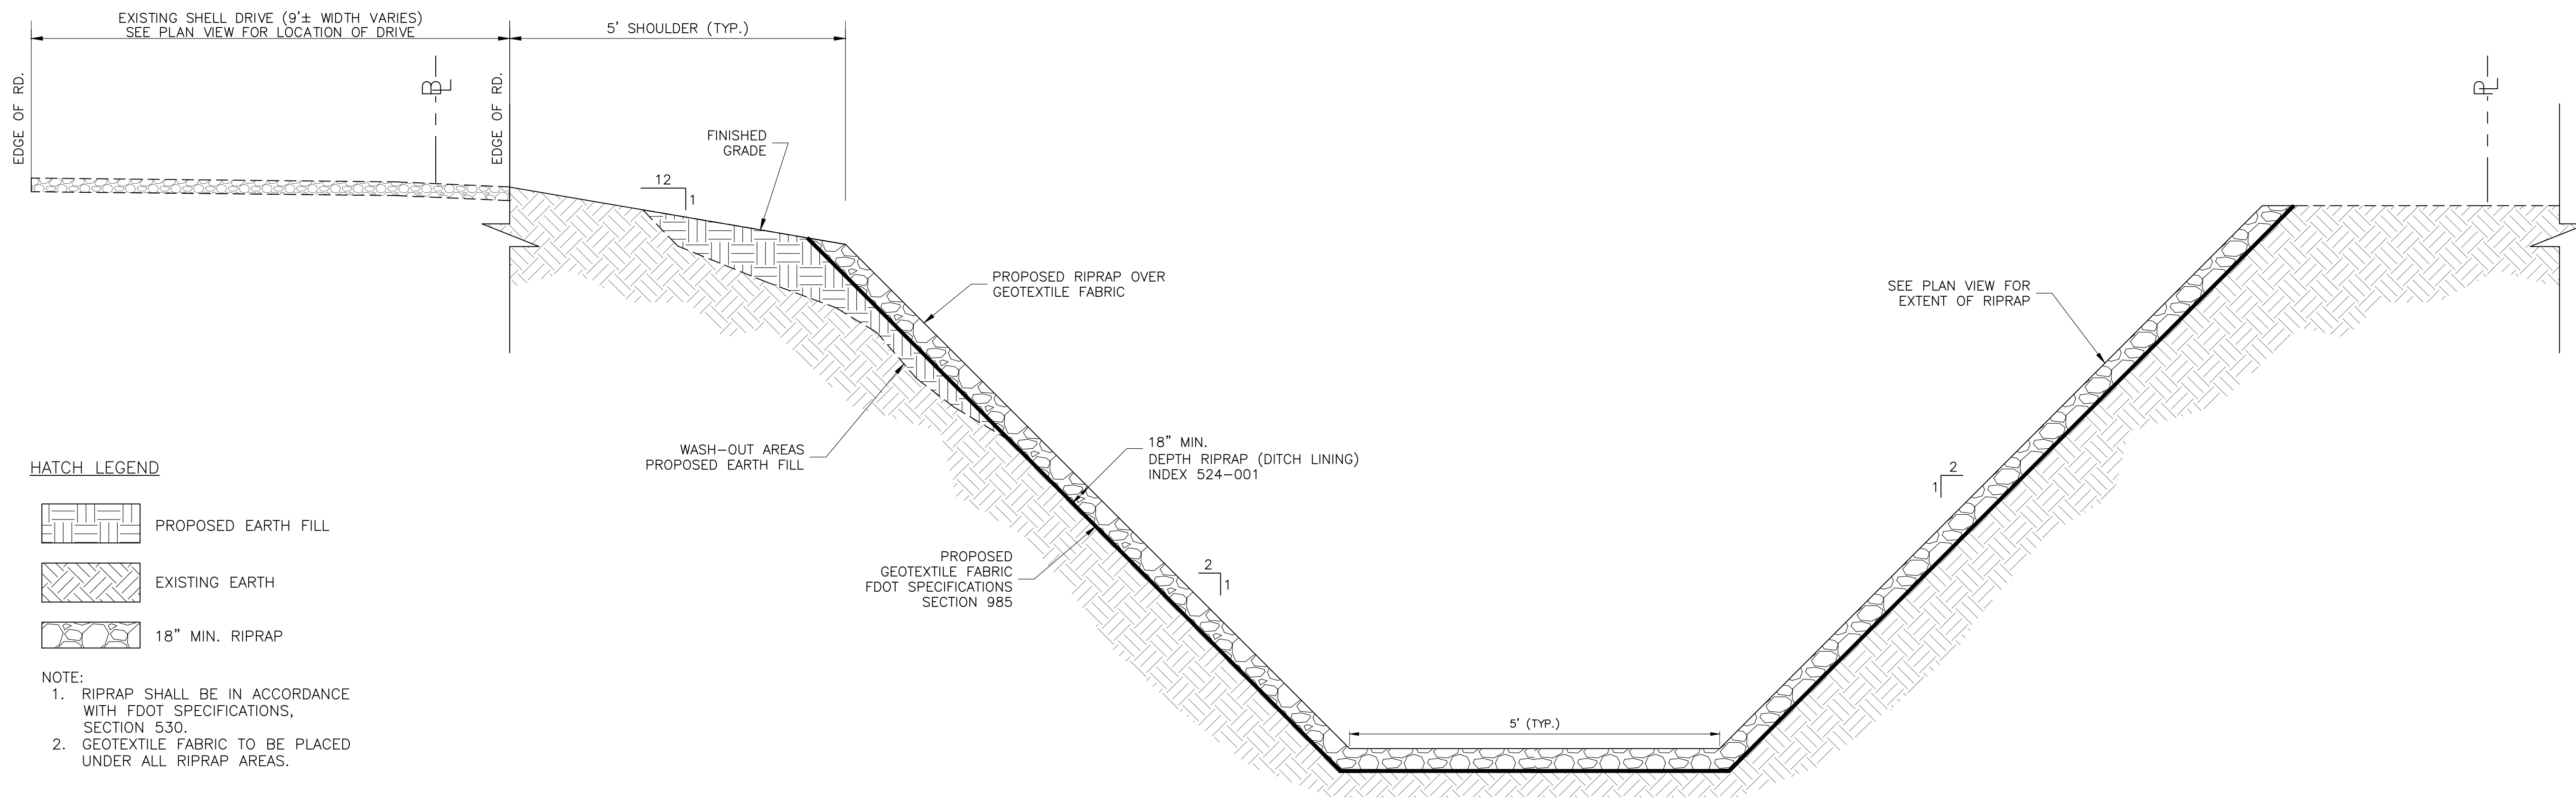 EXISTING SHELL DRIVE (9'± WIDTH VARIES)
SEE PLAN VIEW FOR LOCATION OF DRIVE
5' SHOULDER (TYP.)
EDGE OF RD.
BL
EDGE OF RD.
PL
FINISHED
GRADE
12
1
PROPOSED RIPRAP OVER
GEOTEXTILE FABRIC
SEE PLAN VIEW FOR
EXTENT OF RIPRAP
WASH-OUT AREAS
PROPOSED EARTH FILL
18" MIN.
DEPTH RIPRAP (DITCH LINING)
INDEX 524-001
2
1
PROPOSED
GEOTEXTILE FABRIC
FDOT SPECIFICATIONS
SECTION 985
2
1
5' (TYP.)
HATCH LEGEND
PROPOSED EARTH FILL
EXISTING EARTH
18" MIN. RIPRAP
NOTE:
1. RIPRAP SHALL BE IN ACCORDANCE
WITH FDOT SPECIFICATIONS,
SECTION 530.
2. GEOTEXTILE FABRIC TO BE PLACED
UNDER ALL RIPRAP AREAS.